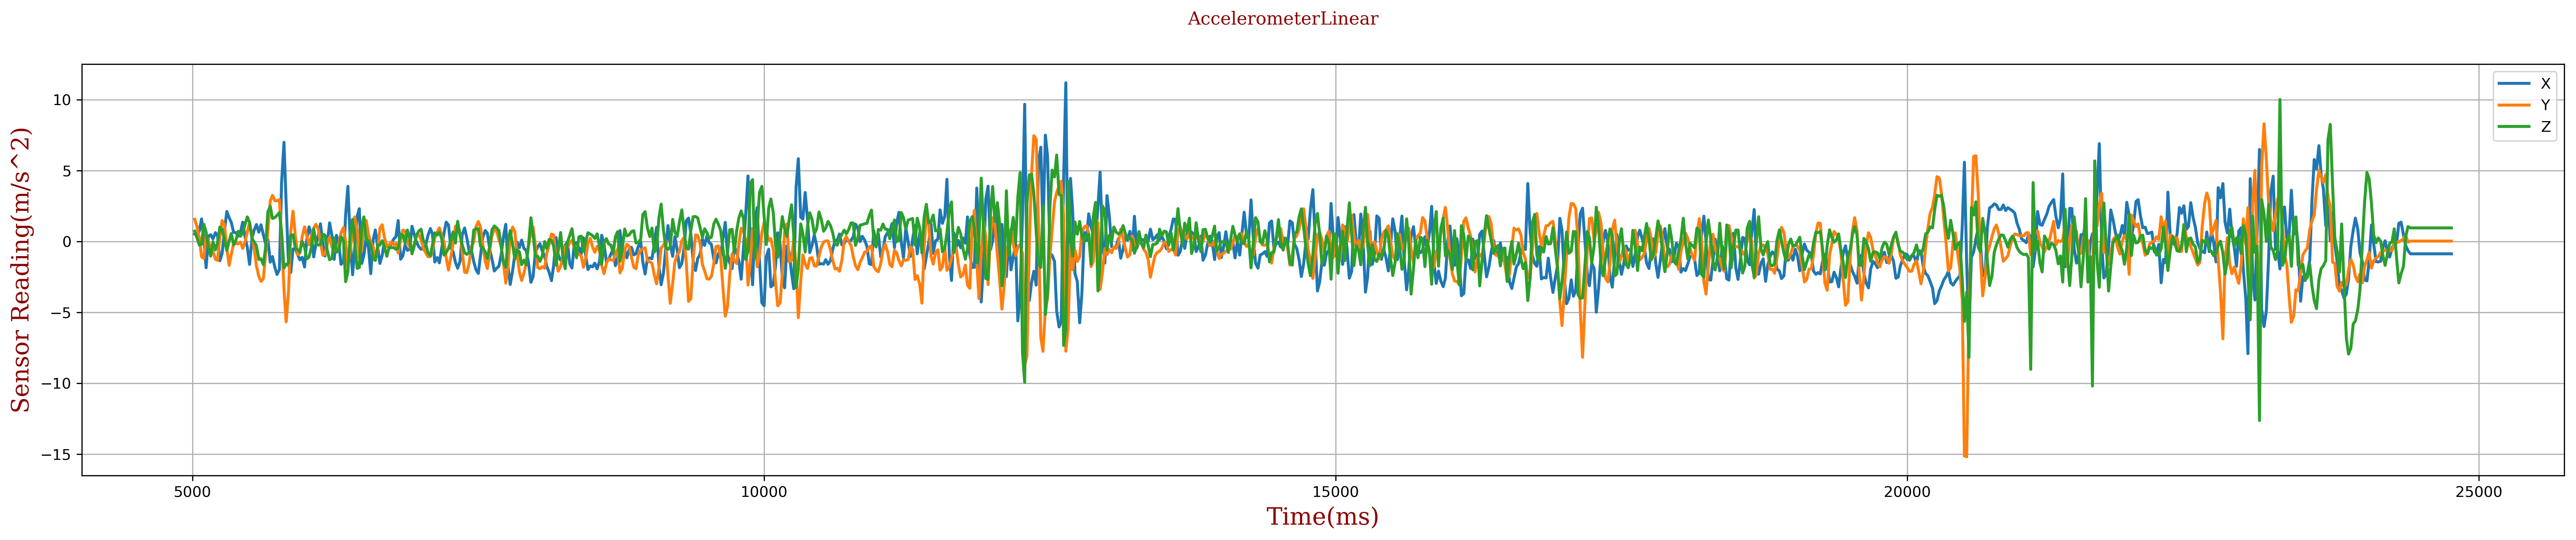 AccelerometerLinear
Sensor Reading(m/s^2)
10
5
0
−5
−10
−15
X
Y
Z
5000
10000
15000
20000
25000
Time(ms)